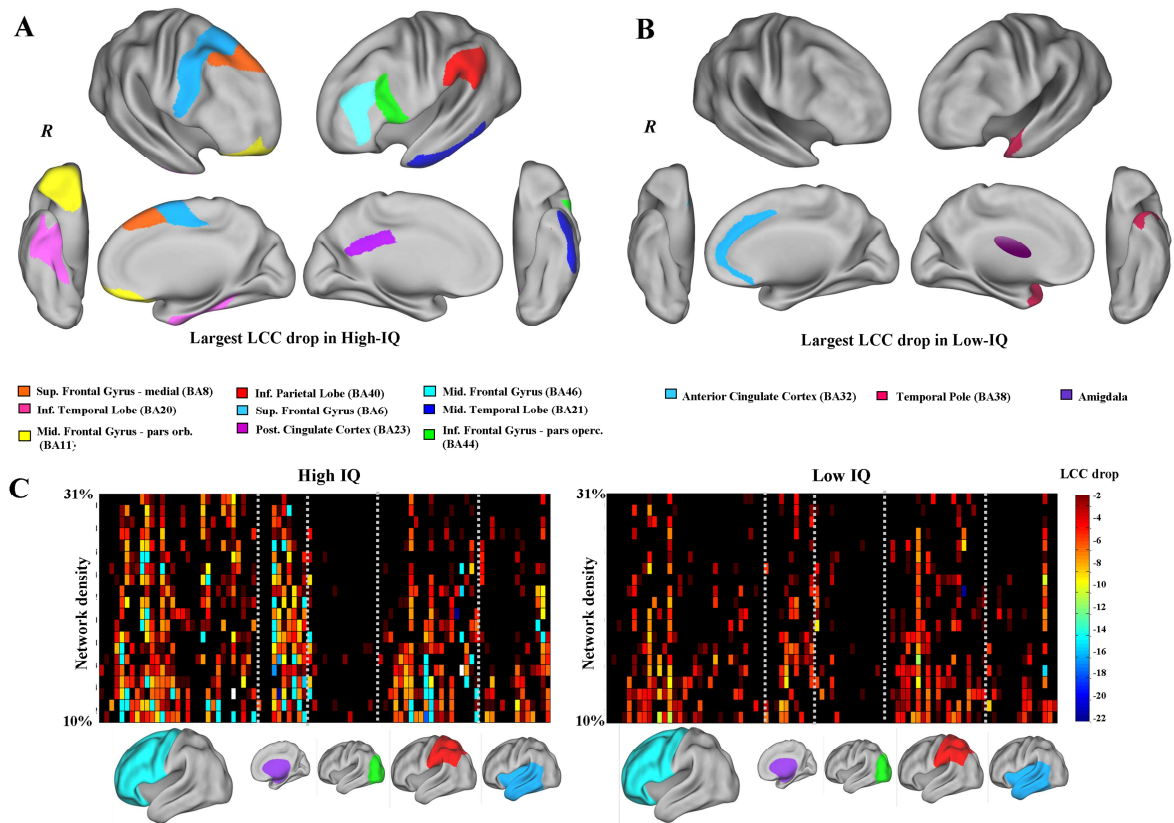 A
B
R
R
Largest LCC drop in High-IQ
Largest LCC drop in Low-IQ
Sup. Frontal Gyrus - medial (BA8)
Inf. Parietal Lobe (BA40)
Mid. Frontal Gyrus (BA46)
Inf. Temporal Lobe (BA20)
Sup. Frontal Gyrus (BA6)
Mid. Temporal Lobe (BA21)
Mid. Frontal Gyrus - pars orb.
(BA11)
Post. Cingulate Cortex (BA23)
Inf. Frontal Gyrus - pars operc.
(BA44)
Anterior Cingulate Cortex (BA32)
Temporal Pole (BA38)
Amigdala
C
High IQ
Low IQ
LCC drop
31%
Network density
10%
31%
Network density
10%
-2
-4
-6
-8
-10
-12
-14
-16
-18
-20
-22